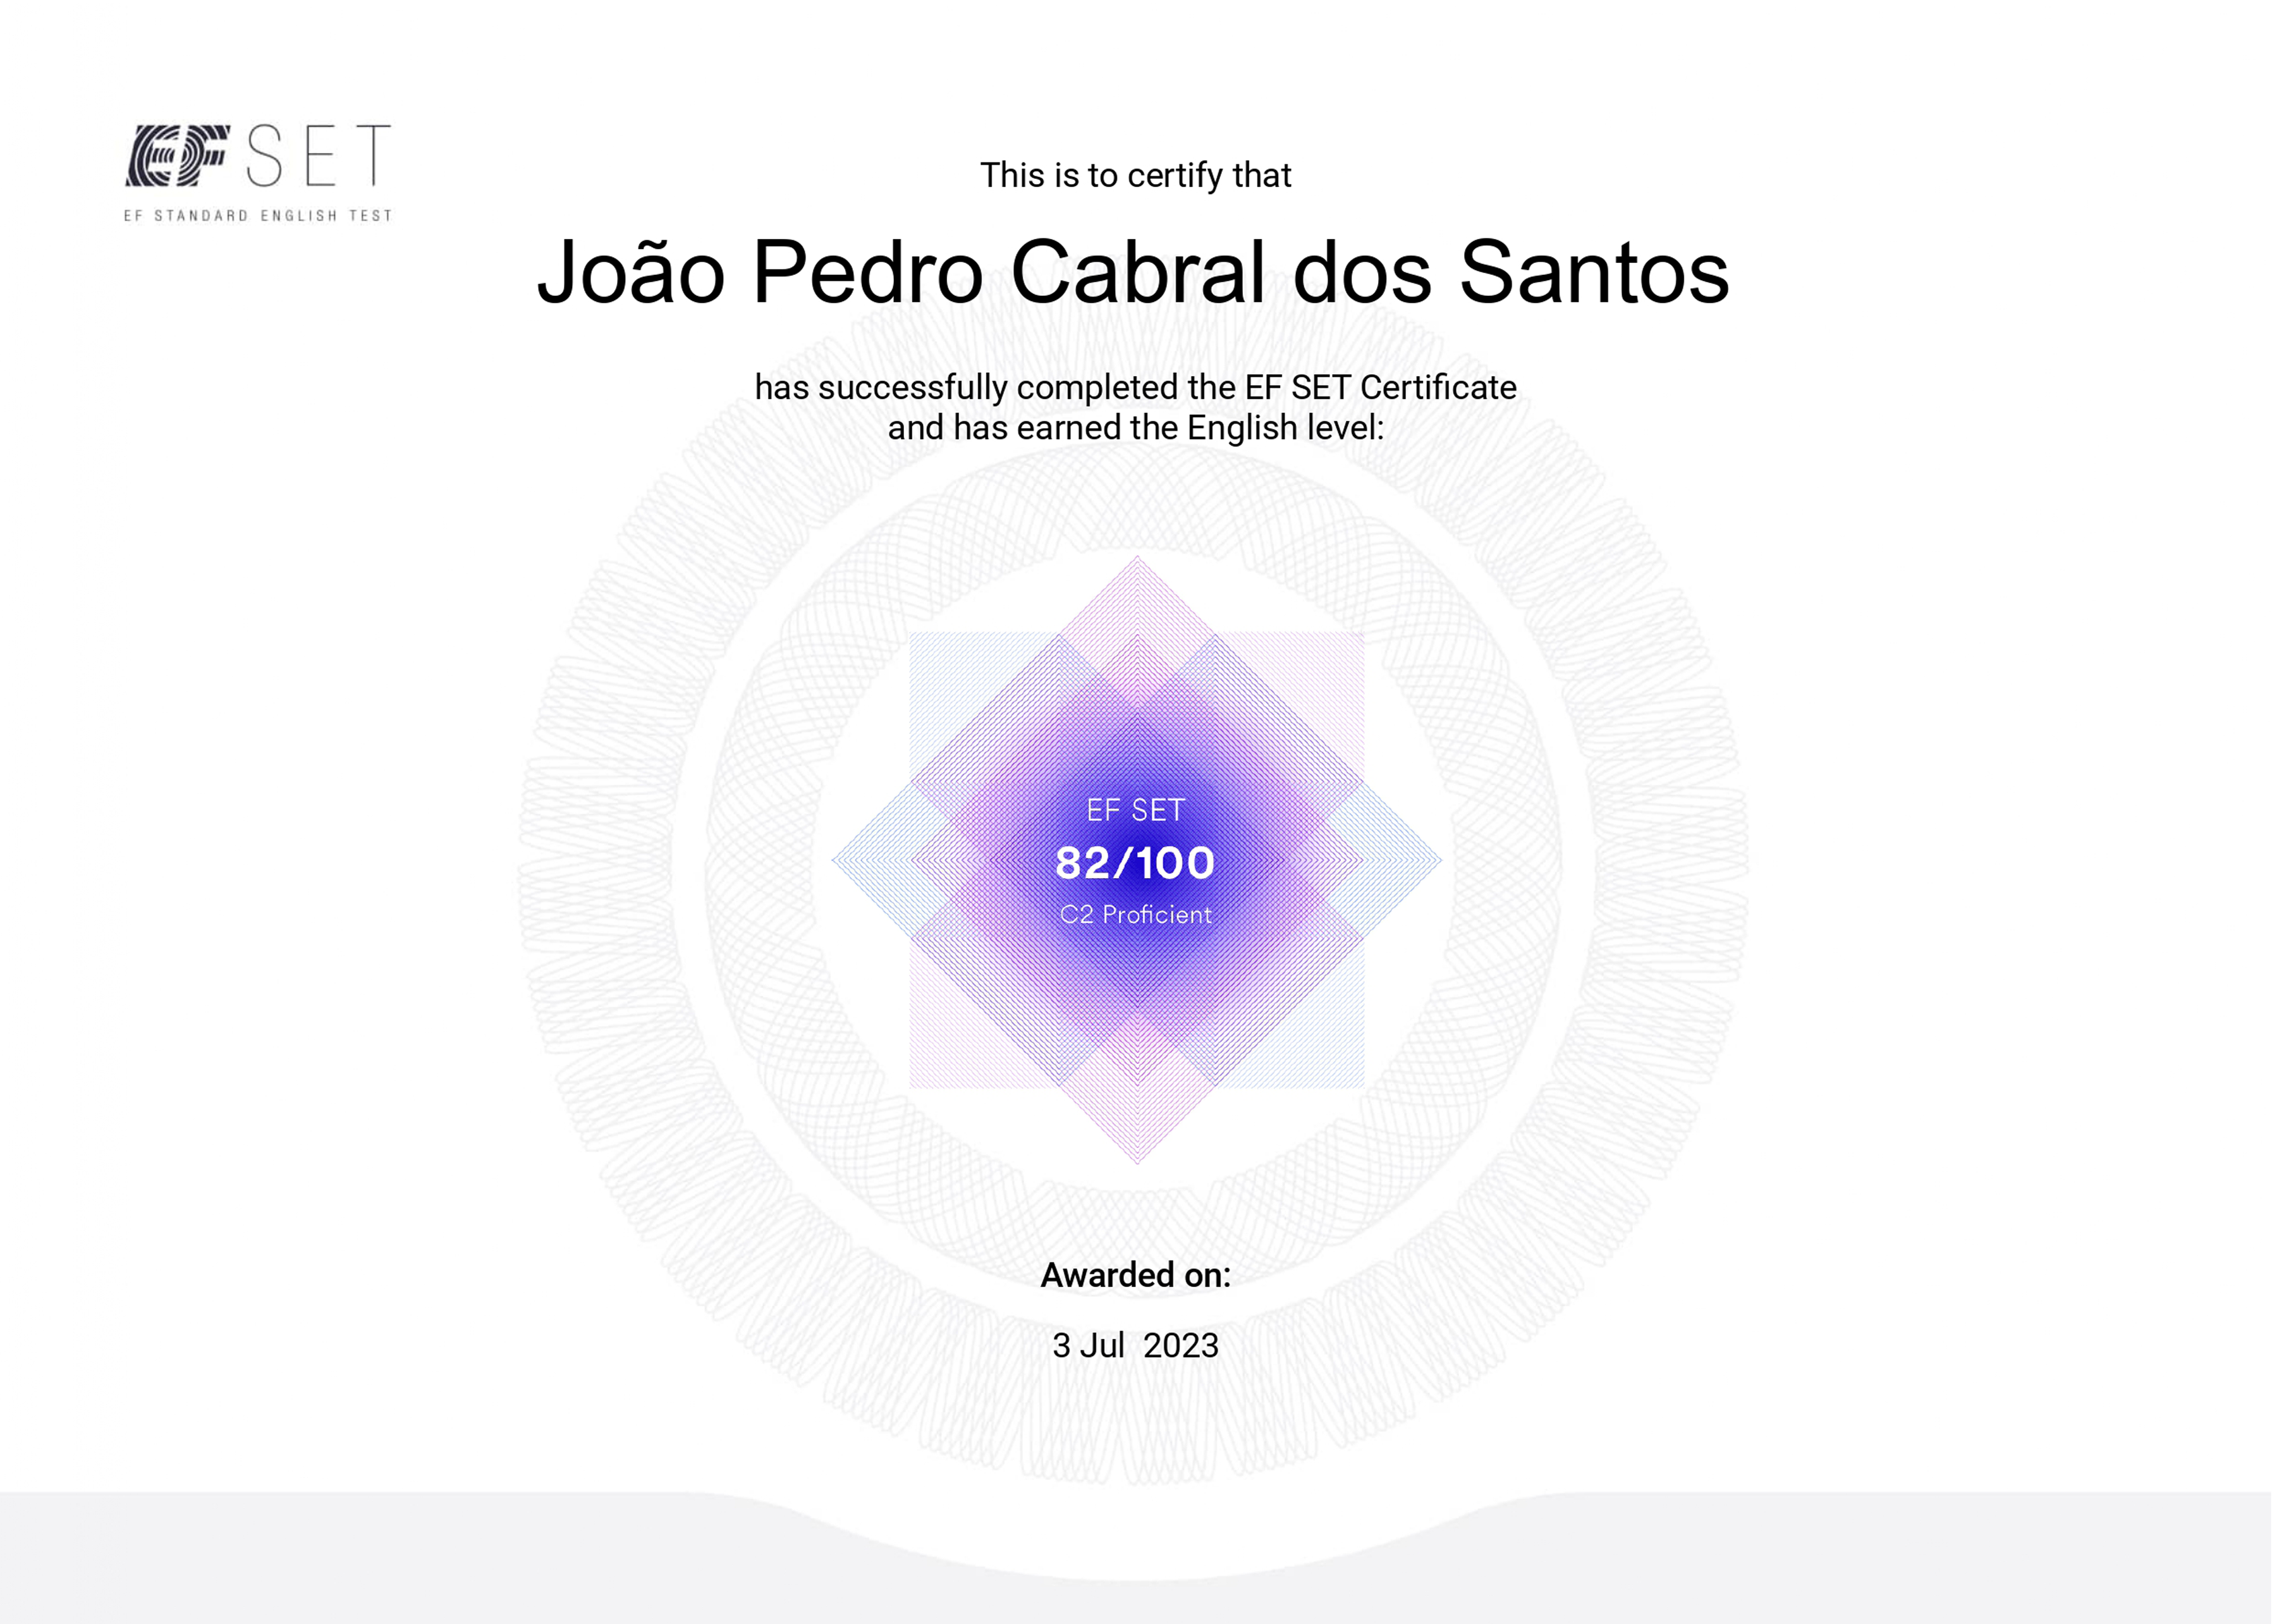 EF SET
EF STANDARD ENGLISH TEST
This is to certify that
João Pedro Cabral dos Santos
has successfully completed the EF SET Certificate
and has earned the English level:
EF SET
82/100
C2 Proficient
Awarded on:
3 Jul  2023